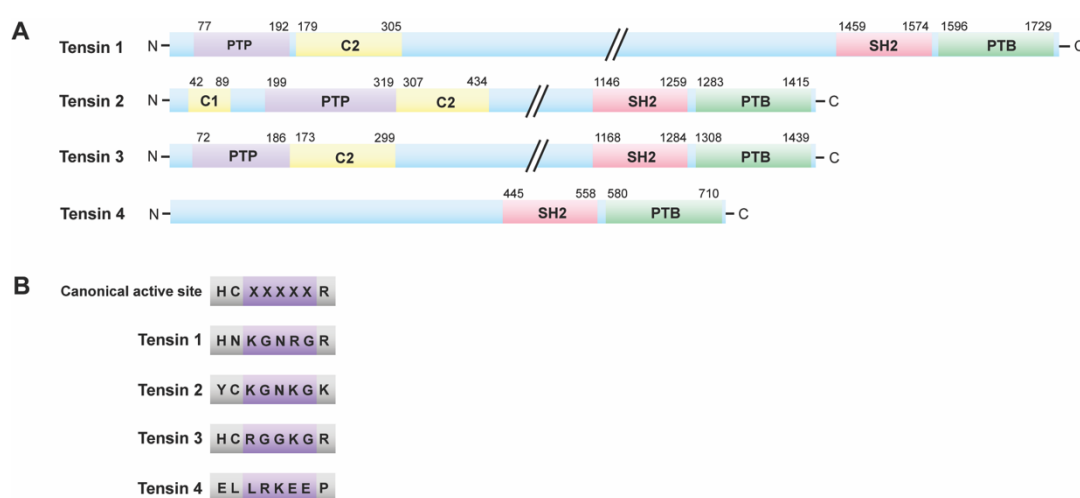 A
77 192 179 305 1459 1574 1596 1729
Tensin 1 N PTP C2 SH2 PTB C
42 89 199 319 307 434 1146 1259 1283 1415
Tensin 2 N C1 PTP C2 SH2 PTB C
72 186 173 299 1168 1284 1308 1439
Tensin 3 N PTP C2 SH2 PTB C
445 558 580 710
Tensin 4 N SH2 PTB C
B
Canonical active site H C X X X X X R
Tensin 1 H N K G N R G R
Tensin 2 Y C K G N K G K
Tensin 3 H C R G G K G R
Tensin 4 E L L R K E E P